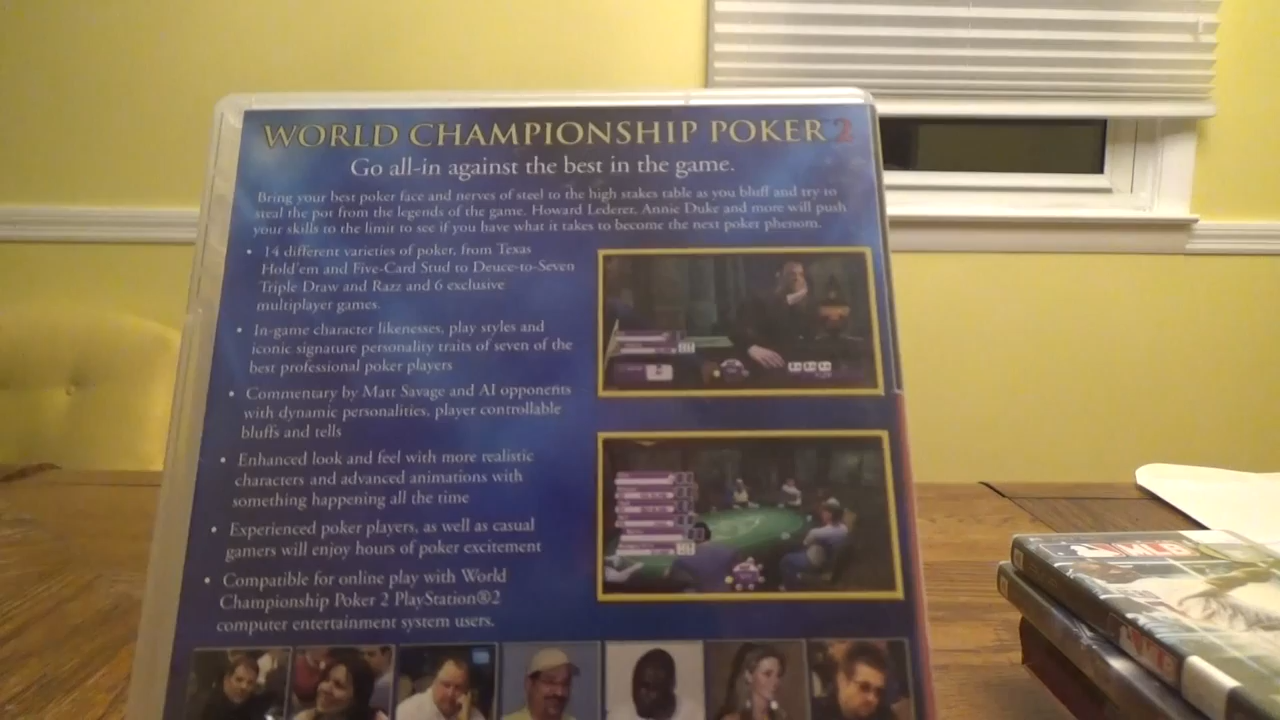 WORLD CHAMPIONSHIP POKER 2
Go all-in against the best in the game.
Bring your best poker face and nerves of steel to the high stakes table as you bluff and try to
steal the pot from the legends of the game. Howard Lederer, Annie Duke and more will push
your skills to the limit to see if you have what it takes to become the next poker phenom.
• 14 different varieties of poker, from Texas
Hold'em and Five-Card Stud to Deuce-to-Seven
Triple Draw and Razz and 6 exclusive
multiplayer games.
• In-game character likenesses, play styles and
iconic signature personality traits of seven of the
best professional poker players
• Commentary by Matt Savage and AI opponents
with dynamic personalities, player controllable
bluffs and tells
• Enhanced look and feel with more realistic
characters and advanced animations with
something happening all the time
• Experienced poker players, as well as casual
gamers will enjoy hours of poker excitement
• Compatible for online play with World
Championship Poker 2 PlayStation®2
computer entertainment system users.